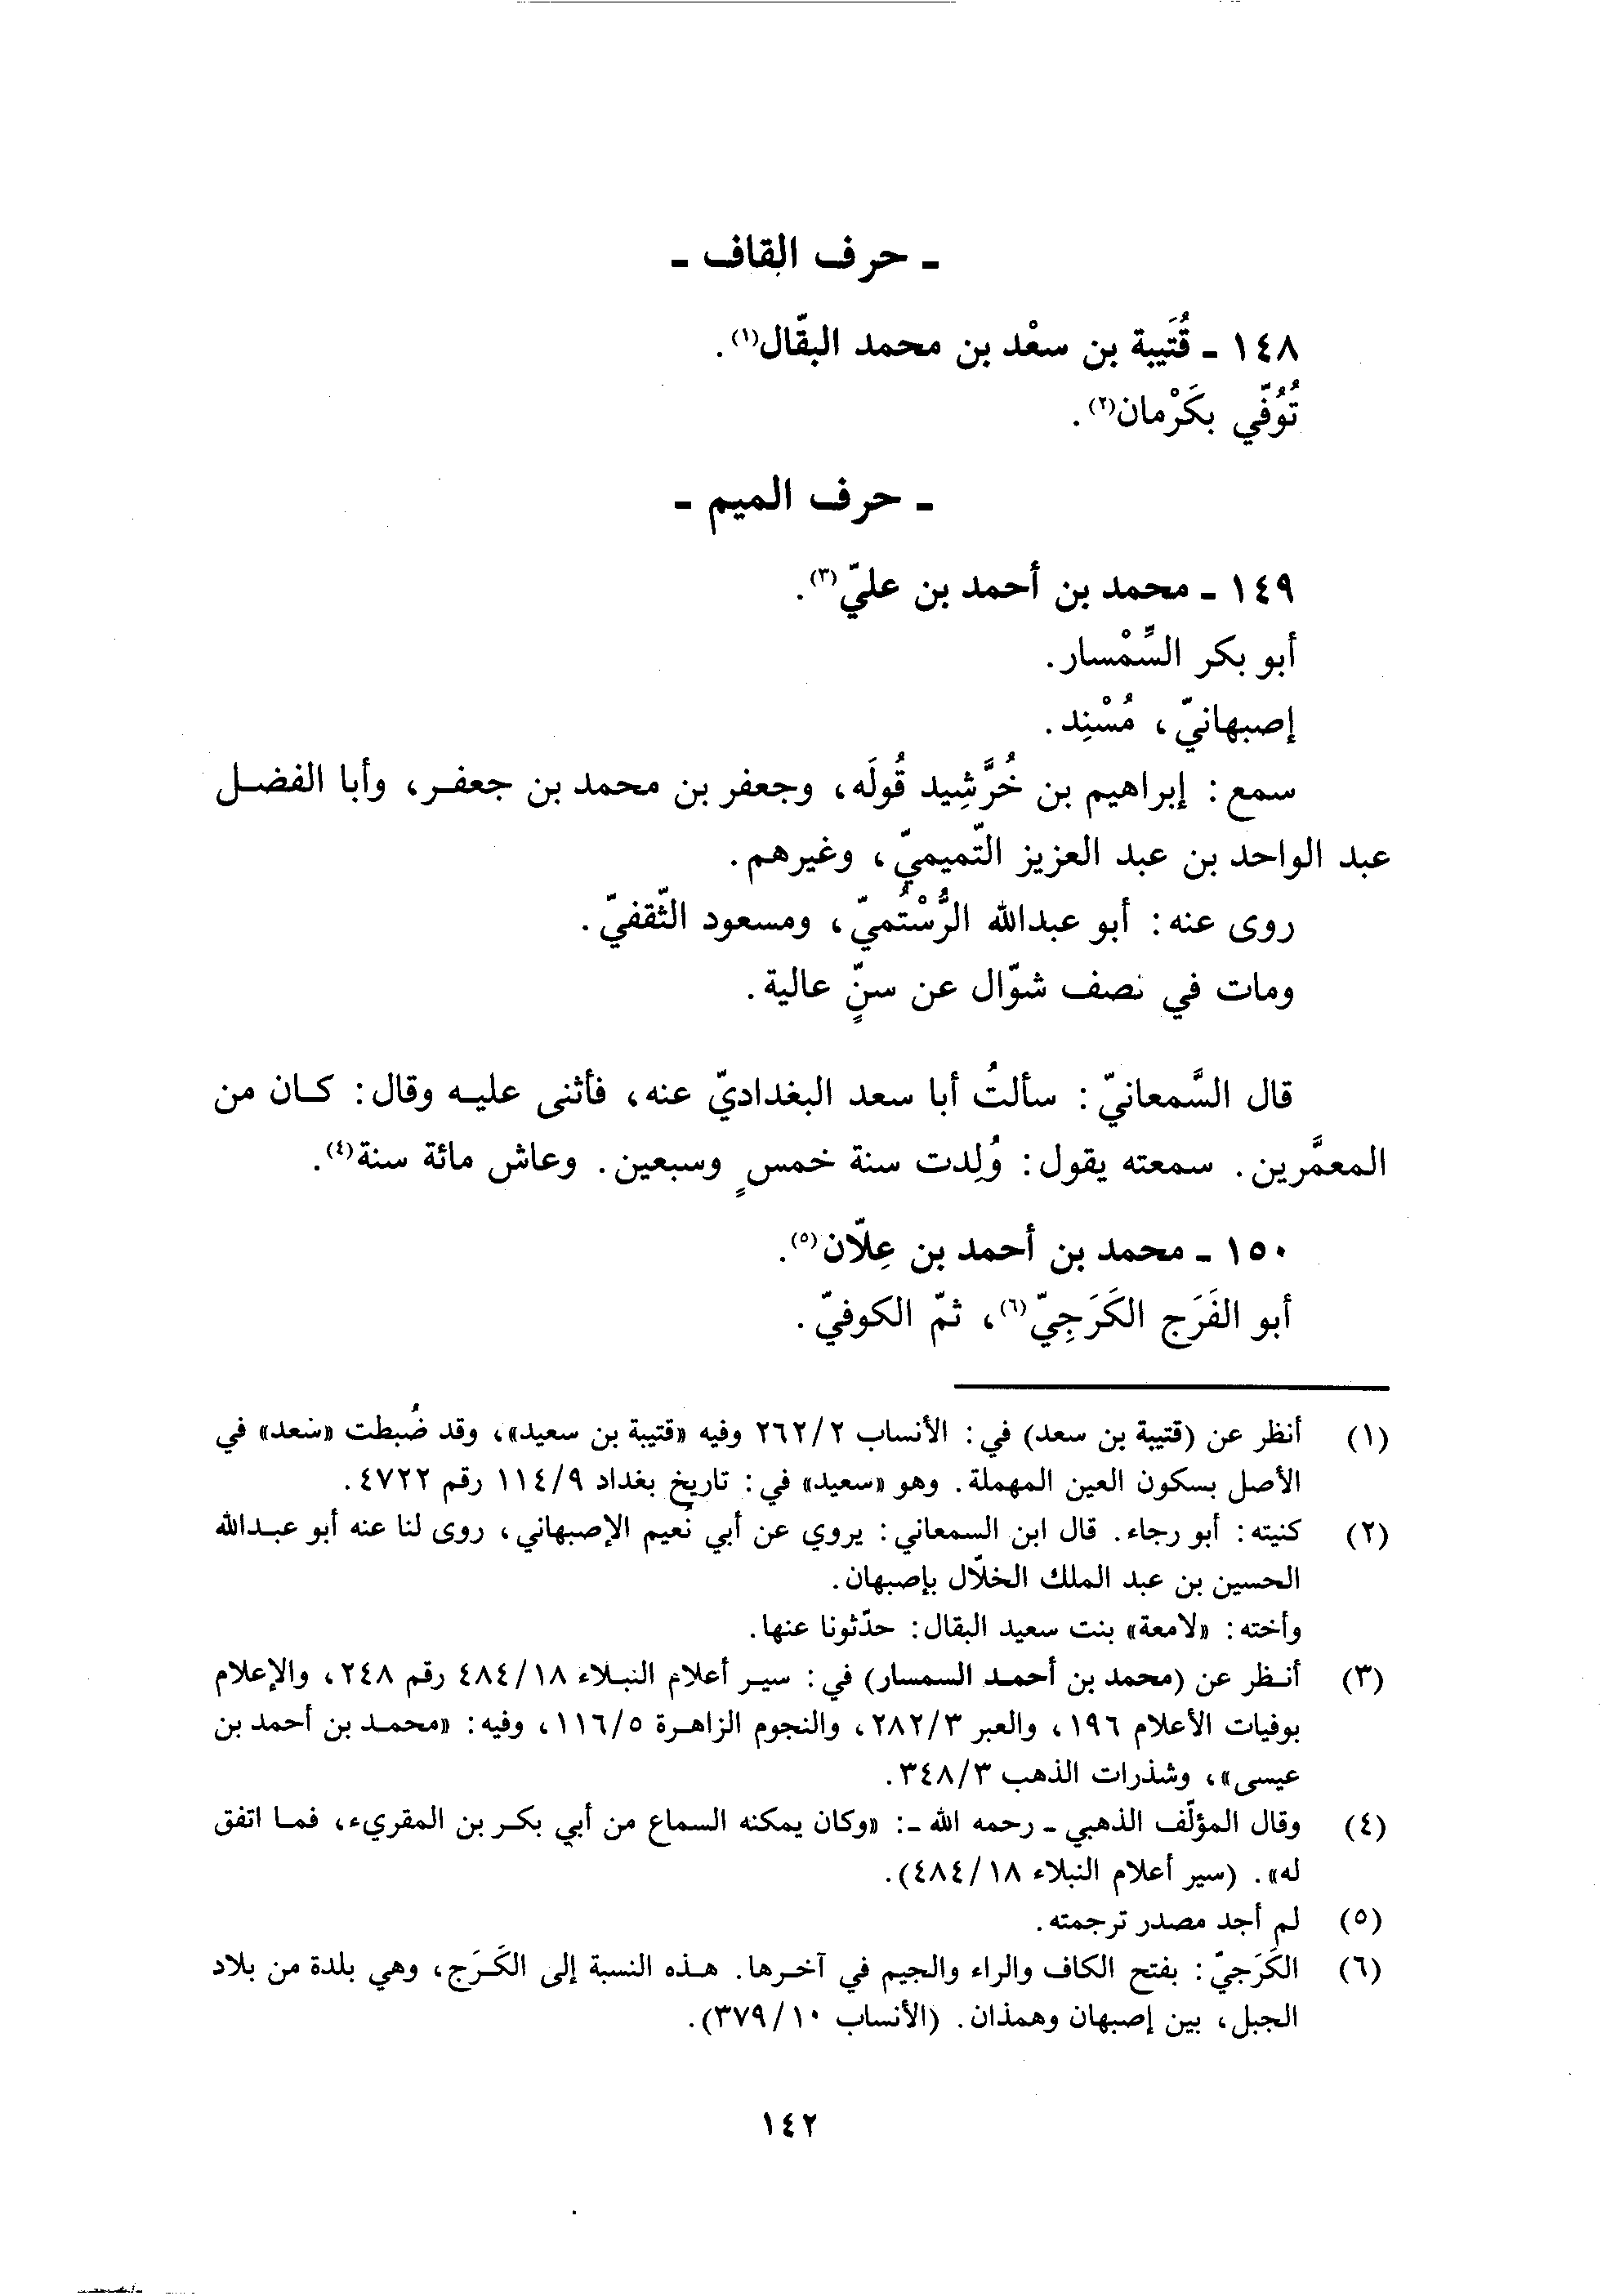 ـ حرف القاف ـ
١٤٨ ـ قُتَيبة بن سعْد بن محمد البقّال(١).
تُوُفّي بكَرْمان(٢).
ـ حرف الميم ـ
١٤٩ ـ محمد بن أحمد بن عليّ(٣).
أبو بكر السِّمْسار.
إصبهانيّ، مُسْنِد.
سمع: إبراهيم بن خُرَّشِيد قُولَه، وجعفر بن محمد بن جعفر، وأبا الفضل
عبد الواحد بن عبد العزيز التّميميّ، وغيرهم.
روى عنه: أبو عبدالله الرُّسْتُميّ، ومسعود الثّقفيّ.
ومات في نصف شوّال عن سنٍّ عالية.
قال السَّمعانيّ: سألتُ أبا سعد البغداديّ عنه، فأثنى عليه وقال: كان من
المعمَّرين. سمعته يقول: وُلِدت سنة خمسٍ وسبعين. وعاش مائة سنة(٤).
١٥٠ ـ محمد بن أحمد بن عِلّان(٥).
أبو الفَرَج الكَرَجِيّ(٦)، ثمّ الكوفيّ.
(١) أنظر عن (قتيبة بن سعد) في: الأنساب ٢٦٢/٢ وفيه «قتيبة بن سعيد»، وقد ضُبطت «سْعد» في
الأصل بسكون العين المهملة. وهو «سعيد» في: تاريخ بغداد ١١٤/٩ رقم ٤٧٢٢.
(٢) كنيته: أبو رجاء. قال ابن السمعاني: يروي عن أبي نُعيم الإصبهاني، روى لنا عنه أبو عبدالله
الحسين بن عبد الملك الخلّال بإصبهان.
وأخته: «لامعة» بنت سعيد البقال: حدّثونا عنها.
(٣) أنظر عن (محمد بن أحمد السمسار) في: سير أعلام النبلاء ٤٨٤/١٨ رقم ٢٤٨، والإعلام
بوفيات الأعلام ١٩٦، والعبر ٢٨٢/٣، والنجوم الزاهرة ١١٦/٥، وفيه: «محمد بن أحمد بن
عيسى»، وشذرات الذهب ٣٤٨/٣.
(٤) وقال المؤلّف الذهبي ـ رحمه الله ـ: «وكان يمكنه السماع من أبي بكر بن المقريء، فما اتفق
له». (سير أعلام النبلاء ٤٨٤/١٨).
(٥) لم أجد مصدر ترجمته.
(٦) الكَرَجيّ: بفتح الكاف والراء والجيم في آخرها. هذه النسبة إلى الكَرَج، وهي بلدة من بلاد
الجبل، بين إصبهان وهمذان. (الأنساب ٣٧٩/١٠).
١٤٢